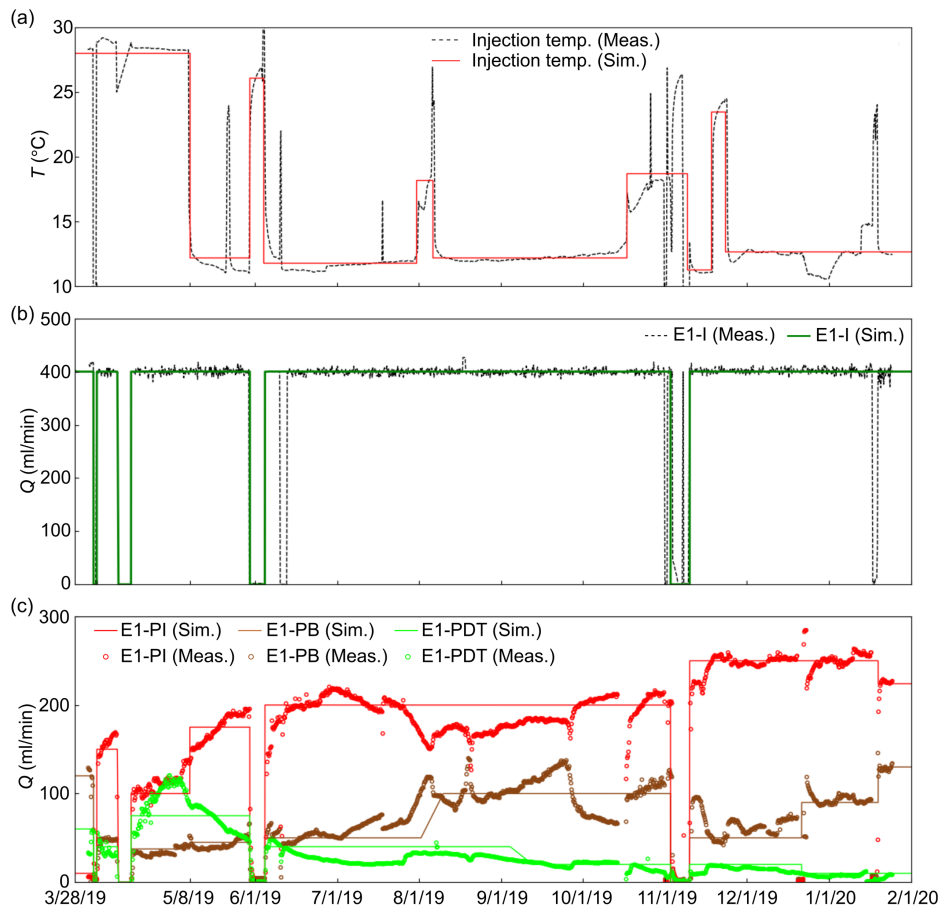 (a)
30
25
20
15
10
T (°C)
Injection temp. (Meas.)
Injection temp. (Sim.)
(b)
500
400
300
200
100
0
Q (ml/min)
E1-I (Meas.) E1-I (Sim.)
(c)
300
200
100
0
Q (ml/min)
E1-PI (Sim.) E1-PB (Sim.) E1-PDT (Sim.)
E1-PI (Meas.) E1-PB (Meas.) E1-PDT (Meas.)
3/28/19 5/8/19 6/1/19 7/1/19 8/1/19 9/1/19 10/1/19 11/1/19 12/1/19 1/1/20 2/1/20